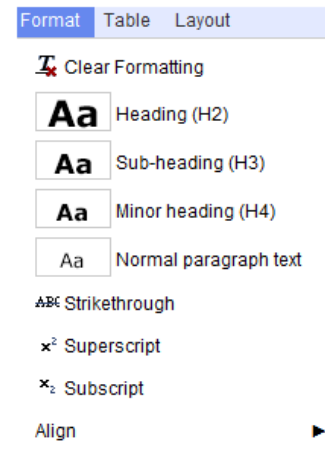 Format Table Layout
Clear Formatting
Aa Heading (H2)
Aa Sub-heading (H3)
Aa Minor heading (H4)
Aa Normal paragraph text
ABC Strikethrough
x² Superscript
x₂ Subscript
Align